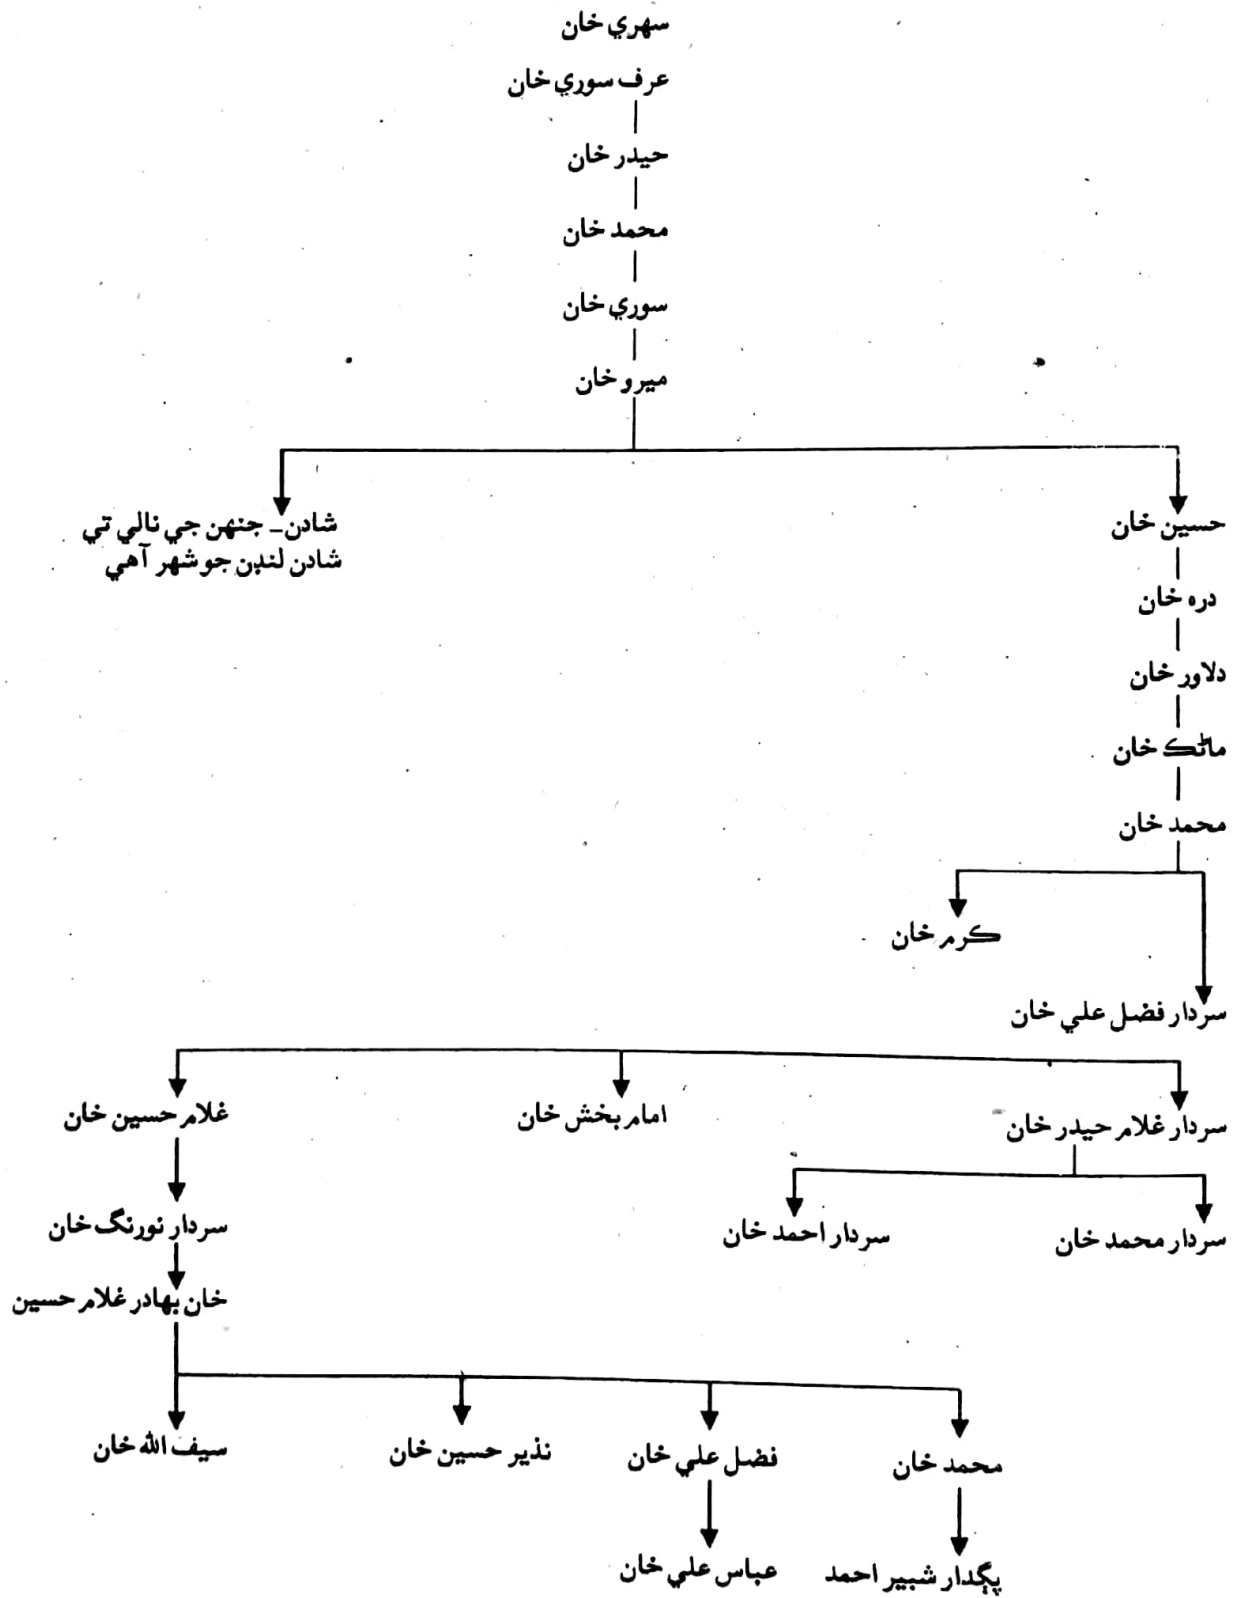 سهري خان
عرف سوري خان
حيدر خان
محمد خان
سوري خان
ميرو خان
حسين خان
شادن_ جنهن جي نالي تي
شادن لنڊن جو شهر آهي
دره خان
دلاور خان
ماڻڪ خان
محمد خان
ڪرم خان
سردار فضل علي خان
سردار غلام حيدر خان
امام بخش خان
غلام حسين خان
سردار محمد خان
سردار احمد خان
سردار نورنگ خان
خان بهادر غلام حسين
محمد خان
فضل علي خان
نذير حسين خان
سيف الله خان
پڳدار شبير احمد
عباس علي خان